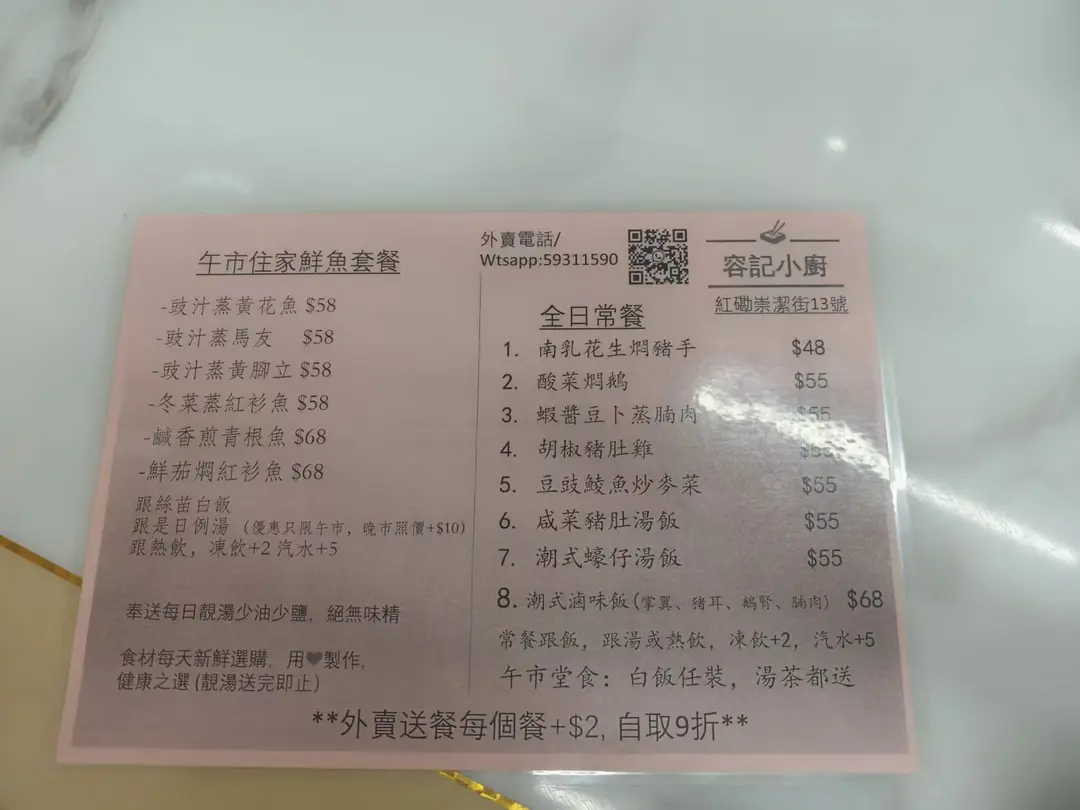 午市住家鮮魚套餐
-豉汁蒸黃花魚 $58
-豉汁蒸馬友 $58
-豉汁蒸黃腳立 $58
-冬菜蒸紅衫魚 $58
-鹹香煎青根魚 $68
-鮮茄燜紅衫魚 $68
跟絲苗白飯
跟是日例湯 (優惠只限午市，晚市照價+$10)
跟熱飲，凍飲+2 汽水+5
奉送每日靚湯少油少鹽，絕無味精
食材每天新鮮選購，用♥製作，
健康之選 (靚湯送完即止)
外賣電話/
Wtsapp:59311590
容記小廚
紅磡崇潔街13號
全日常餐
1. 南乳花生燜豬手 $48
2. 酸菜燜鵝 $55
3. 蝦醬豆卜蒸腩肉 $55
4. 胡椒豬肚雞
5. 豆豉鯪魚炒麥菜 $55
6. 咸菜豬肚湯飯 $55
7. 潮式蠔仔湯飯 $55
8. 潮式滷味飯(掌翼、豬耳、鵝腎、腩肉) $68
常餐跟飯，跟湯或熱飲，凍飲+2，汽水+5
午市堂食：白飯任裝，湯茶都送
**外賣送餐每個餐+$2, 自取9折**